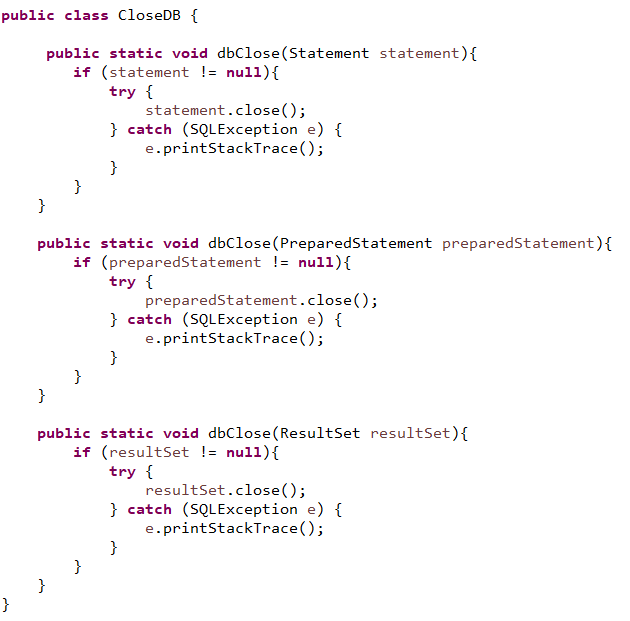 public class CloseDB {
public static void dbClose(Statement statement){
if (statement != null){
try {
statement.close();
} catch (SQLException e) {
e.printStackTrace();
}
}
}
public static void dbClose(PreparedStatement preparedStatement){
if (preparedStatement != null){
try {
preparedStatement.close();
} catch (SQLException e) {
e.printStackTrace();
}
}
}
public static void dbClose(ResultSet resultSet){
if (resultSet != null){
try {
resultSet.close();
} catch (SQLException e) {
e.printStackTrace();
}
}
}
}